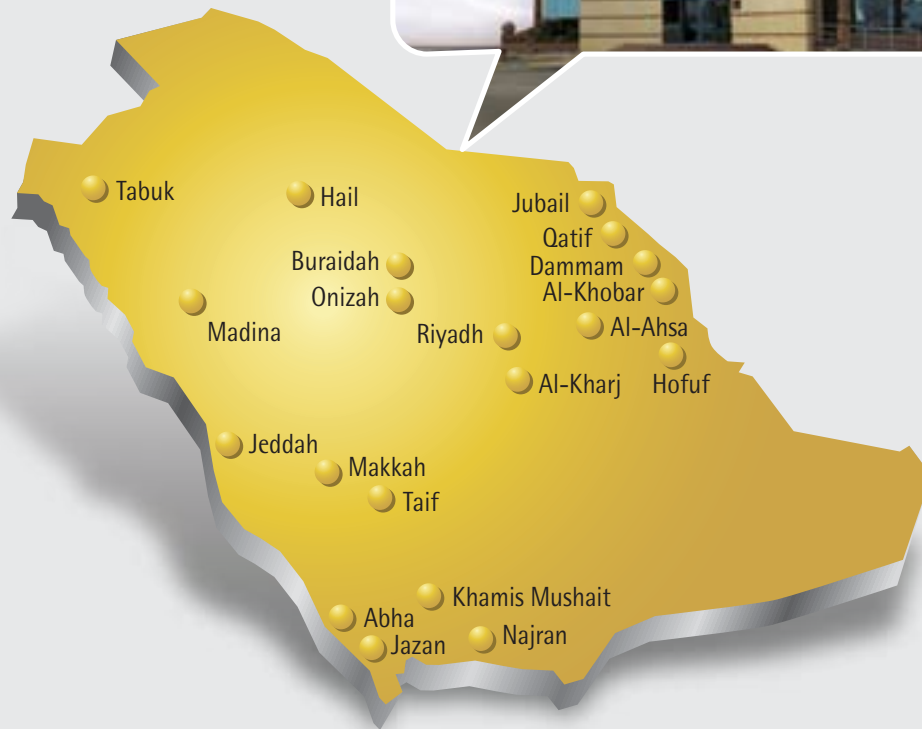 Tabuk
Hail
Jubail
Qatif
Buraidah
Dammam
Al-Khobar
Onizah
Madina
Riyadh
Al-Ahsa
Al-Kharj
Hofuf
Jeddah
Makkah
Taif
Khamis Mushait
Abha
Najran
Jazan